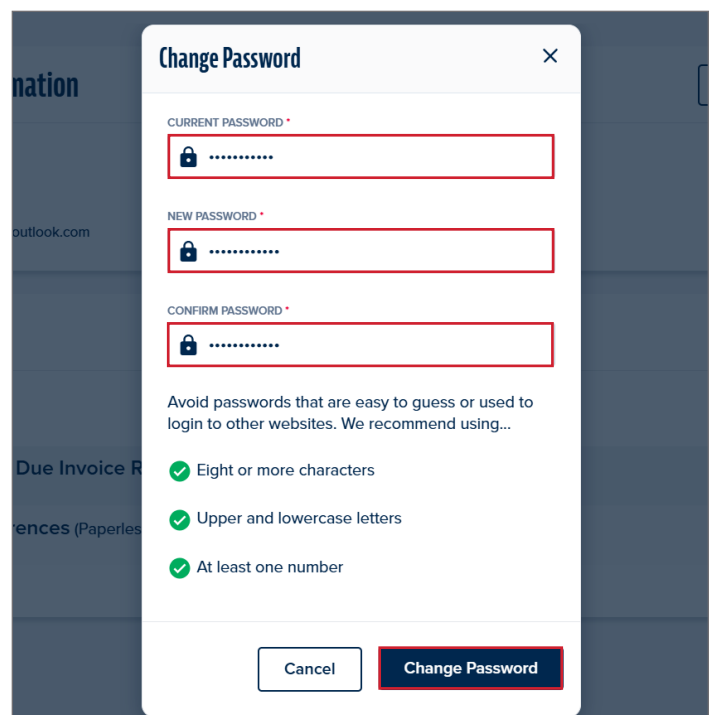 Change Password
mation
CURRENT PASSWORD *
•••••••••••
NEW PASSWORD *
outlook.com
••••••••••••
CONFIRM PASSWORD *
••••••••••••
Avoid passwords that are easy to guess or used to
login to other websites. We recommend using...
Due Invoice R
Eight or more characters
Upper and lowercase letters
rences (Paperles
At least one number
Cancel
Change Password